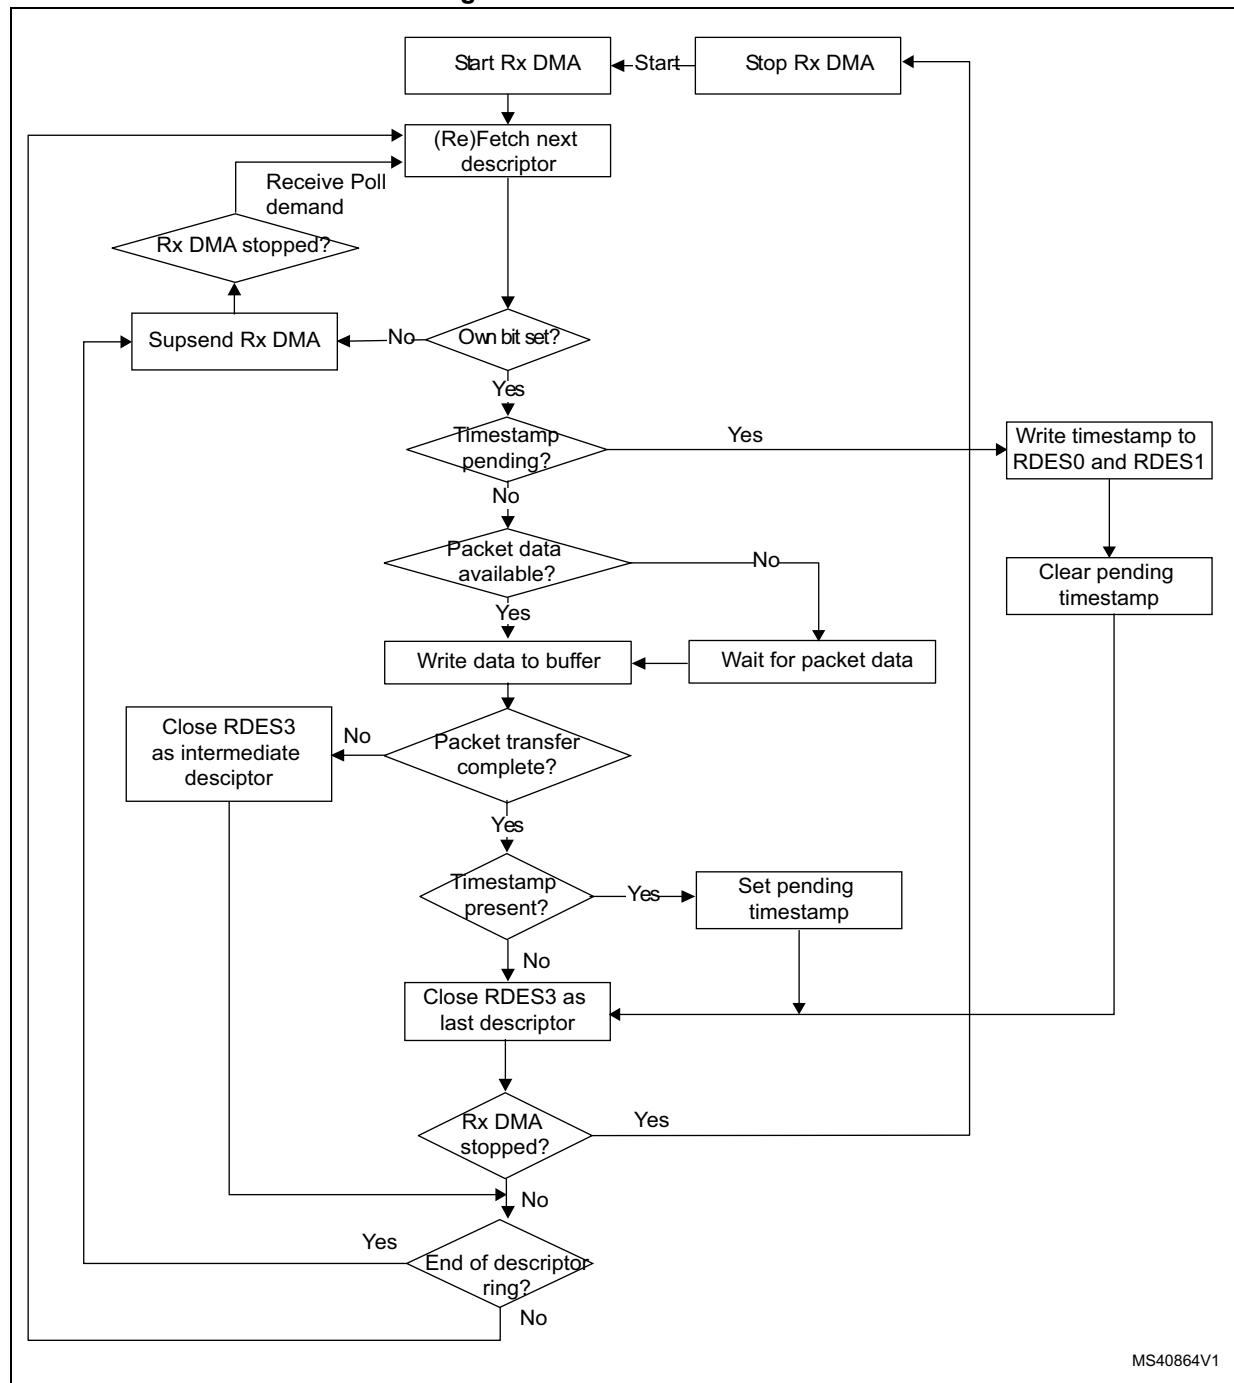 Start Rx DMA
Start
Stop Rx DMA
(Re)Fetch next
descriptor
Receive Poll
demand
Rx DMA stopped?
Supsend Rx DMA
No
Own bit set?
Yes
Timestamp
pending?
Yes
Write timestamp to
RDES0 and RDES1
No
Packet data
available?
No
Clear pending
timestamp
Yes
Write data to buffer
Wait for packet data
Close RDES3
as intermediate
desciptor
No
Packet transfer
complete?
Yes
Timestamp
present?
Yes
Set pending
timestamp
No
Close RDES3 as
last descriptor
Rx DMA
stopped?
Yes
No
Yes
End of descriptor
ring?
No
MS40864V1